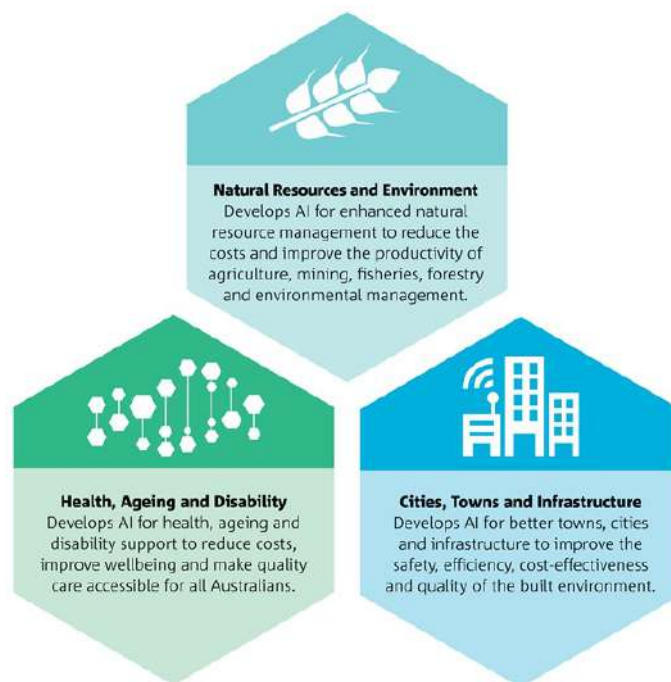 Natural Resources and Environment
Develops AI for enhanced natural
resource management to reduce the
costs and improve the productivity of
agriculture, mining, fisheries, forestry
and environmental management.
Health, Ageing and Disability
Develops AI for health, ageing and
disability support to reduce costs,
improve wellbeing and make quality
care accessible for all Australians.
Cities, Towns and Infrastructure
Develops AI for better towns, cities
and infrastructure to improve the
safety, efficiency, cost-effectiveness
and quality of the built environment.